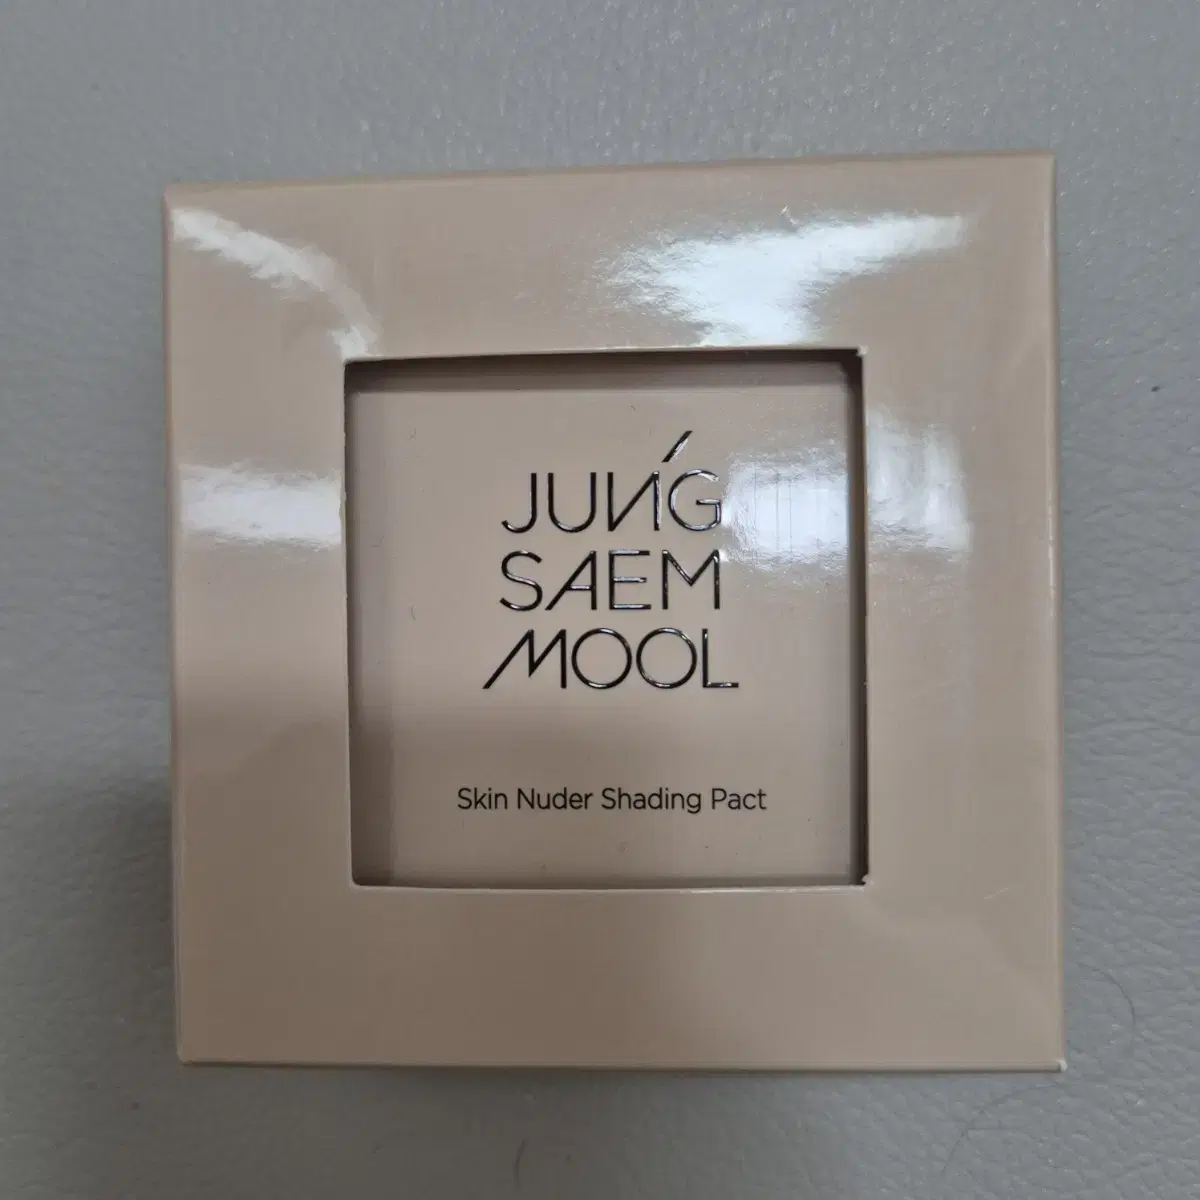 JUNG
SAEM
MOOL
Skin Nuder Shading Pact